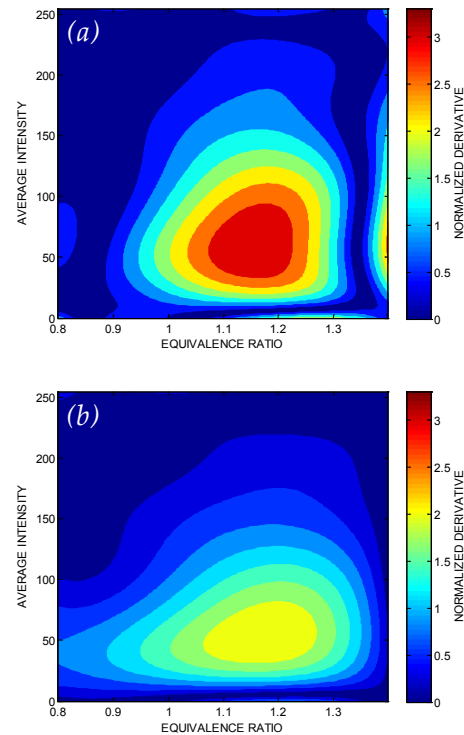 (a)
250
200
150
100
50
0
AVERAGE INTENSITY
0.8 0.9 1 1.1 1.2 1.3
EQUIVALENCE RATIO
3
2.5
2
1.5
1
0.5
0
NORMALIZED DERIVATIVE
(b)
250
200
150
100
50
0
AVERAGE INTENSITY
0.8 0.9 1 1.1 1.2 1.3
EQUIVALENCE RATIO
3
2.5
2
1.5
1
0.5
0
NORMALIZED DERIVATIVE